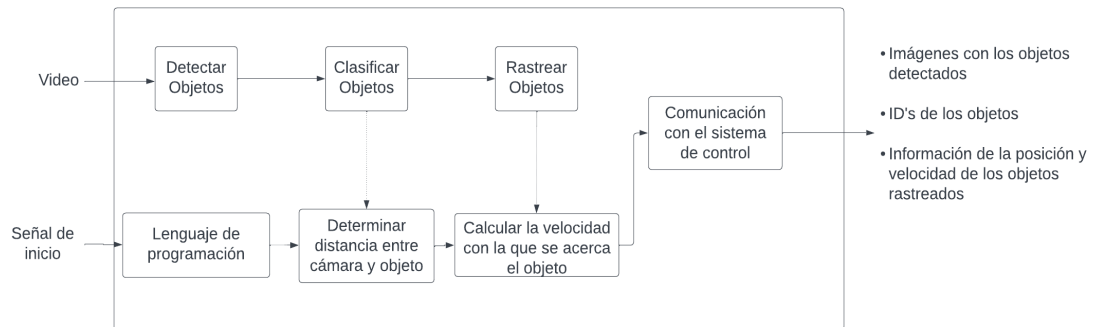 Video
Detectar
Objetos
Clasificar
Objetos
Rastrear
Objetos
Comunicación
con el sistema
de control
• Imágenes con los objetos
detectados
• ID's de los objetos
• Información de la posición y
velocidad de los objetos
rastreados
Señal de
inicio
Lenguaje de
programación
Determinar
distancia entre
cámara y objeto
Calcular la velocidad
con la que se acerca
el objeto